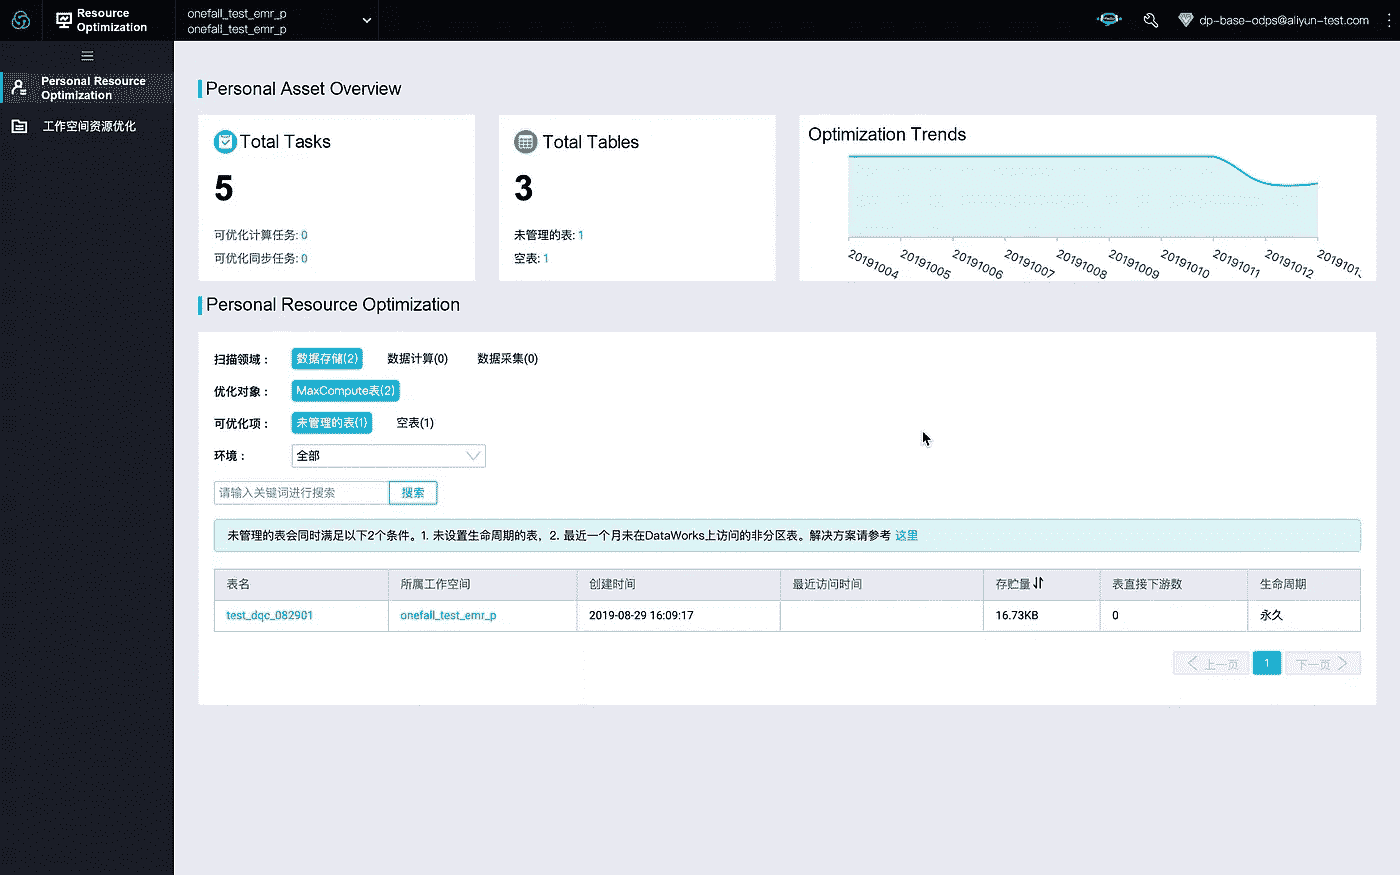 Resource
Optimization
onefall_test_emr_p
onefall_test_emr_p
dp-base-odps@aliyun-test.com
Personal Resource
Optimization
工作空间资源优化
Personal Asset Overview
Total Tasks
5
可优化计算任务: 0
可优化同步任务: 0
Total Tables
3
未管理的表: 1
空表: 1
Optimization Trends
20191004 20191005 20191006 20191007 20191008 20191009 20191010 20191011 20191012 2019101
Personal Resource Optimization
扫描领域：
数据存储(2) 数据计算(0) 数据采集(0)
优化对象：
MaxCompute表(2)
可优化项：
未管理的表(1) 空表(1)
环境：
全部
请输入关键词进行搜索 搜索
未管理的表会同时满足以下2个条件。1. 未设置生命周期的表，2. 最近一个月未在DataWorks上访问的非分区表。解决方案请参考 这里
表名 所属工作空间 创建时间 最近访问时间 存贮量 表直接下游数 生命周期
test_dqc_082901 onefall_test_emr_p 2019-08-29 16:09:17 16.73KB 0 永久
上一页 1 下一页